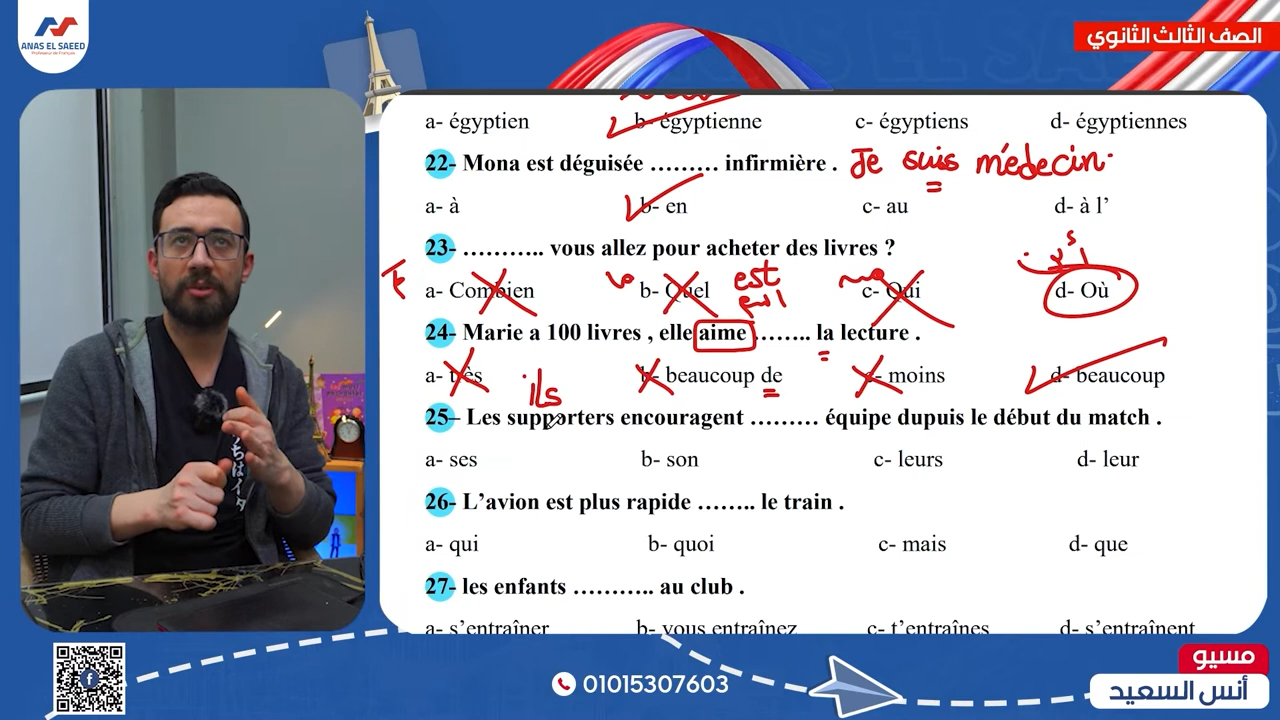 ANAS EL SAEED
Professeur de Français
الصف الثالث الثانوي
a- égyptien b- égyptienne c- égyptiens d- égyptiennes
22- Mona est déguisée ……… infirmière . Je suis médecin.
a- à b- en c- au d- à l’
23- ……….. vous allez pour acheter des livres ?
a- Combien b- Quel c- Qui d- Où
est
24- Marie a 100 livres , elle aime …….. la lecture .
a- très b- beaucoup de c- moins d- beaucoup
ils
25– Les supporters encouragent ……… équipe dupuis le début du match .
a- ses b- son c- leurs d- leur
26- L’avion est plus rapide …….. le train .
a- qui b- quoi c- mais d- que
27- les enfants ……….. au club .
a- s’entraîner b- vous entraînez c- t’entraînes d- s’entraînent
01015307603
مسيو
أنس السعيد